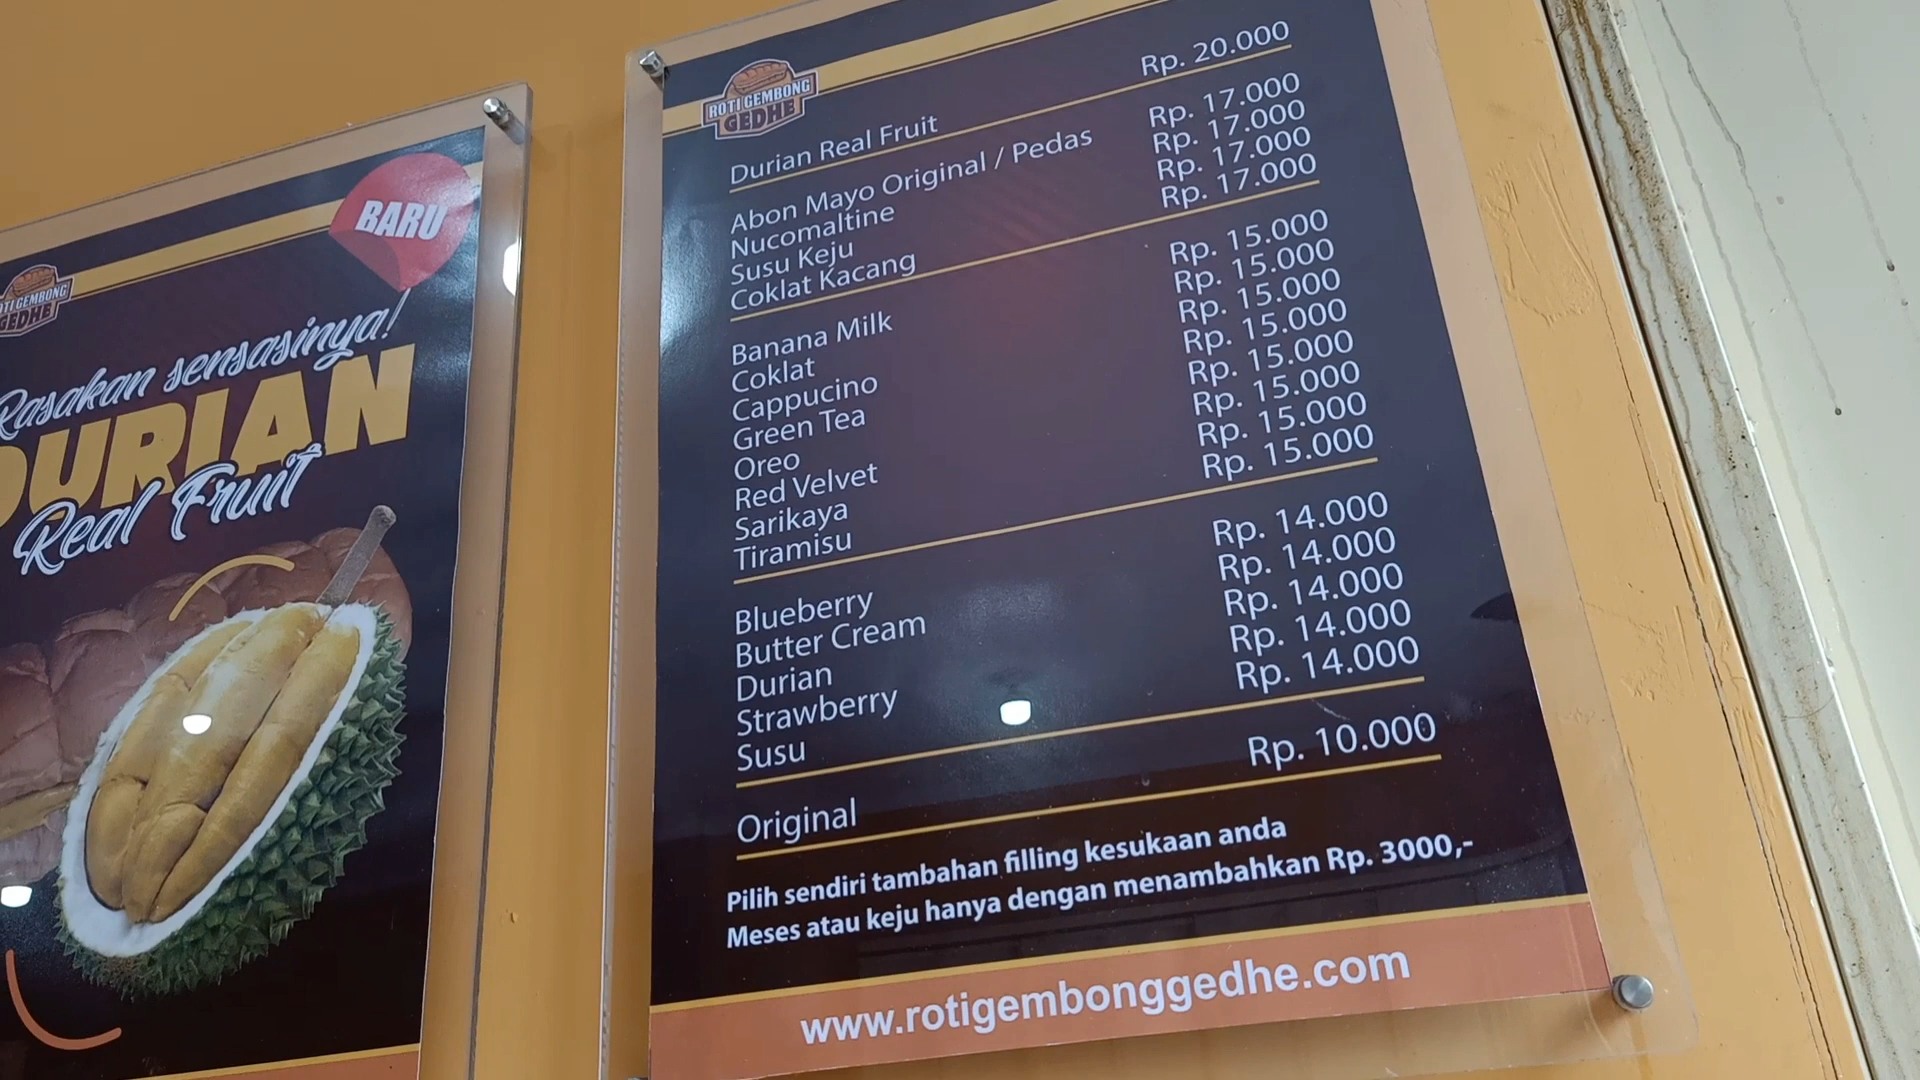 ROTI GEMBONG
GEDHE
BARU
Rasakan sensasinya!
DURIAN
Real Fruit
ROTI GEMBONG
GEDHE
Durian Real Fruit Rp. 20.000
Abon Mayo Original / Pedas Rp. 17.000
Nucomaltine Rp. 17.000
Susu Keju Rp. 17.000
Coklat Kacang Rp. 17.000
Banana Milk Rp. 15.000
Coklat Rp. 15.000
Cappucino Rp. 15.000
Green Tea Rp. 15.000
Oreo Rp. 15.000
Red Velvet Rp. 15.000
Sarikaya Rp. 15.000
Tiramisu Rp. 15.000
Blueberry Rp. 14.000
Butter Cream Rp. 14.000
Durian Rp. 14.000
Strawberry Rp. 14.000
Susu Rp. 14.000
Original Rp. 10.000
Pilih sendiri tambahan filling kesukaan anda
Meses atau keju hanya dengan menambahkan Rp. 3000,-
www.rotigembonggedhe.com